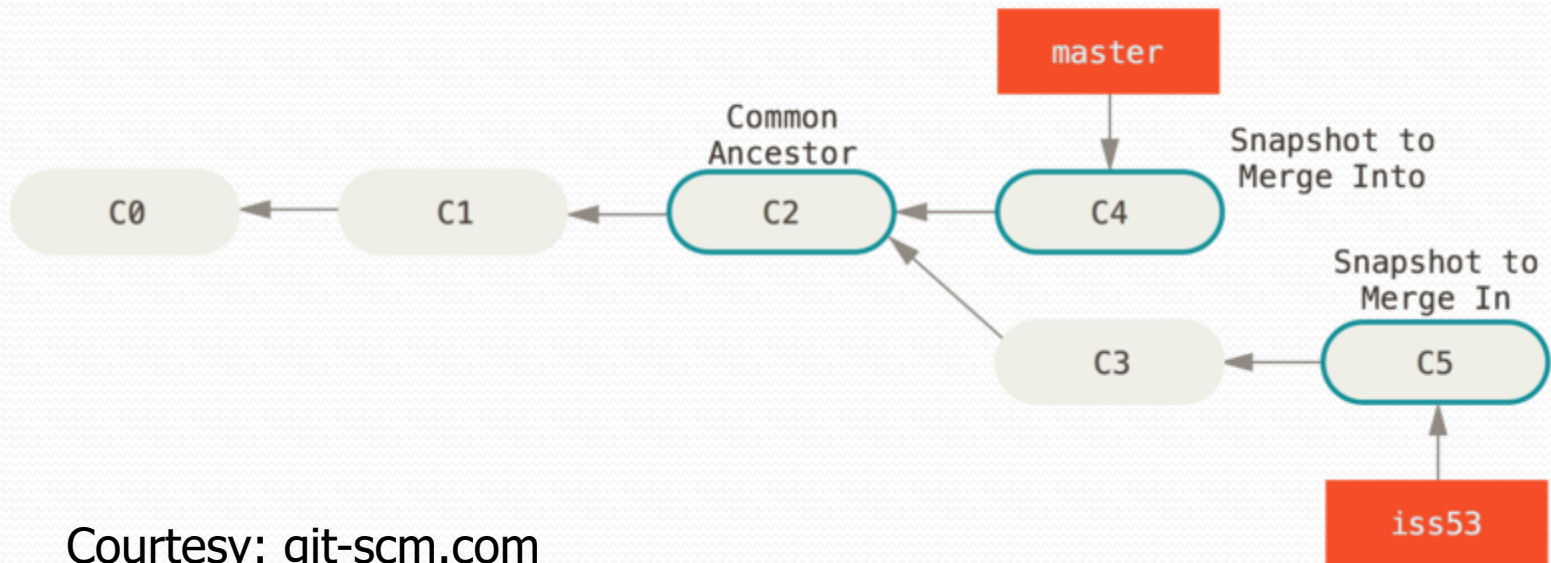 master
Common
Ancestor
Snapshot to
Merge Into
C0
C1
C2
C4
Snapshot to
Merge In
C3
C5
iss53
Courtesy: git-scm.com